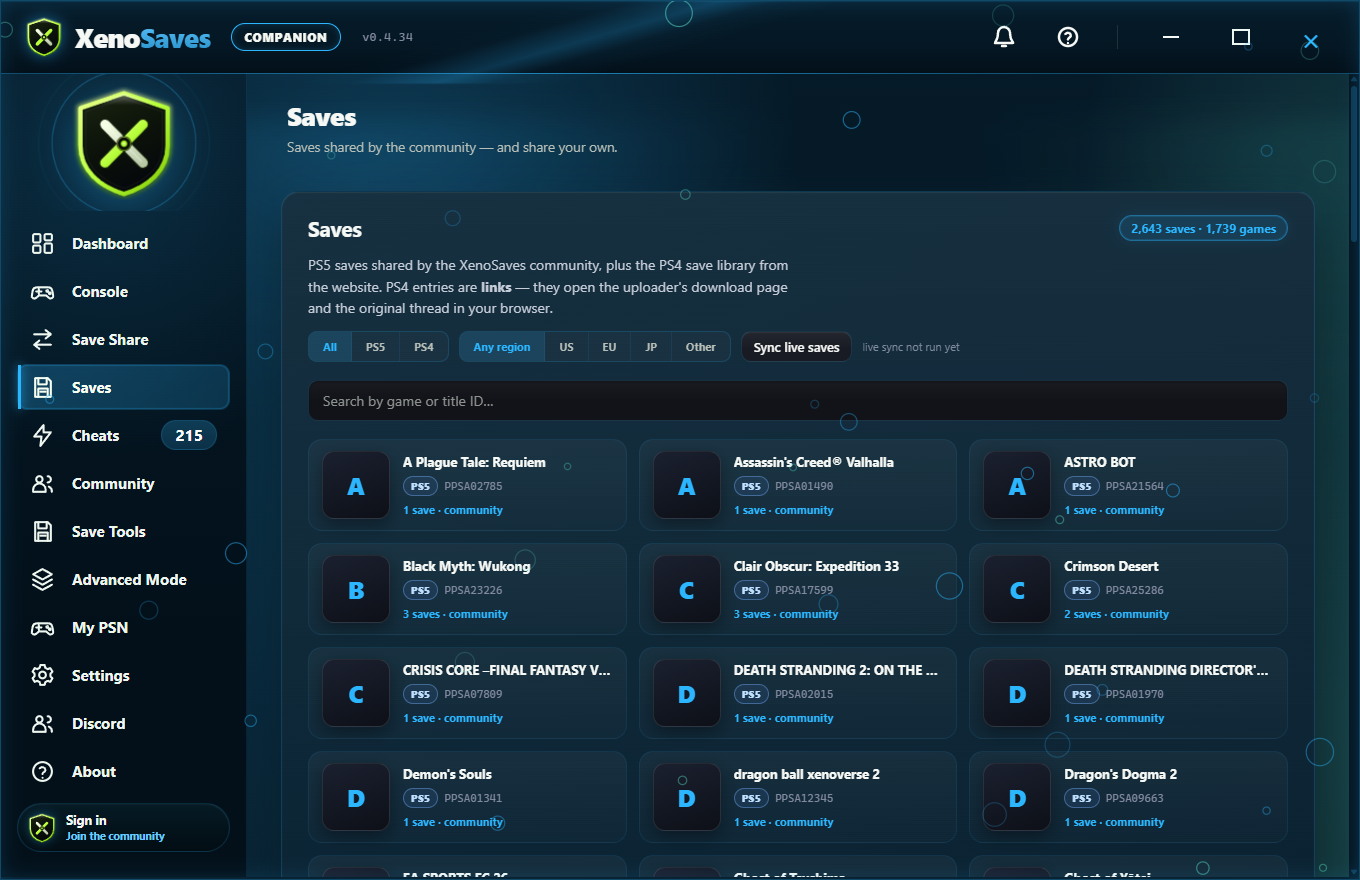 XenoSaves COMPANION v0.4.34
Dashboard
Console
Save Share
Saves
Cheats 215
Community
Save Tools
Advanced Mode
My PSN
Settings
Discord
About
Sign in
Join the community
Saves
Saves shared by the community — and share your own.
Saves
2,643 saves · 1,739 games
PS5 saves shared by the XenoSaves community, plus the PS4 save library from
the website. PS4 entries are links — they open the uploader's download page
and the original thread in your browser.
All PS5 PS4 Any region US EU JP Other Sync live saves live sync not run yet
Search by game or title ID...
A
A Plague Tale: Requiem
PS5 PPSA02785
1 save · community
A
Assassin's Creed® Valhalla
PS5 PPSA01490
1 save · community
A
ASTRO BOT
PS5 PPSA21564
1 save · community
B
Black Myth: Wukong
PS5 PPSA23226
3 saves · community
C
Clair Obscur: Expedition 33
PS5 PPSA17599
3 saves · community
C
Crimson Desert
PS5 PPSA25286
2 saves · community
C
CRISIS CORE –FINAL FANTASY V...
PS5 PPSA07809
1 save · community
D
DEATH STRANDING 2: ON THE ...
PS5 PPSA02015
1 save · community
D
DEATH STRANDING DIRECTOR'...
PS5 PPSA01970
1 save · community
D
Demon's Souls
PS5 PPSA01341
1 save · community
D
dragon ball xenoverse 2
PS5 PPSA12345
1 save · community
D
Dragon's Dogma 2
PS5 PPSA09663
1 save · community
EA SPORTS FC 26
Ghost of Tsushima
Ghost of Yōtei